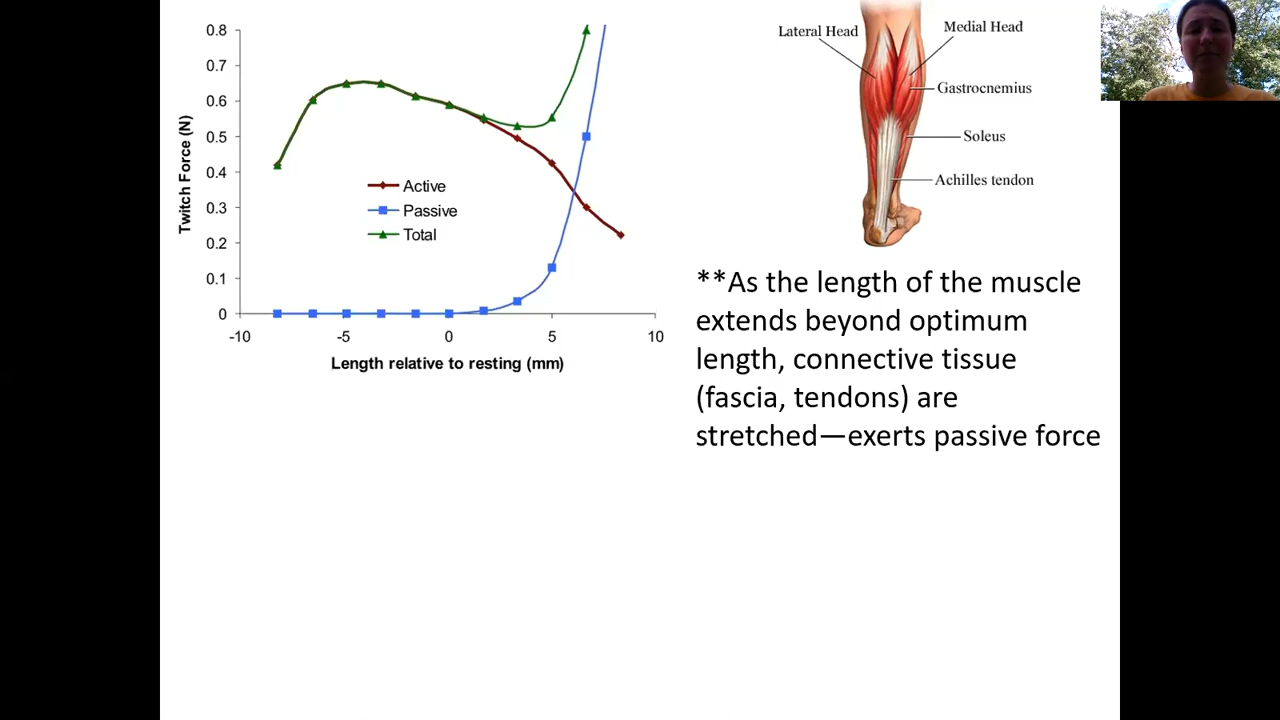 0.8
0.7
0.6
0.5
0.4
0.3
0.2
0.1
0
Twitch Force (N)
Active
Passive
Total
-10
-5
0
5
10
Length relative to resting (mm)
Lateral Head
Medial Head
Gastrocnemius
Soleus
Achilles tendon
**As the length of the muscle
extends beyond optimum
length, connective tissue
(fascia, tendons) are
stretched—exerts passive force